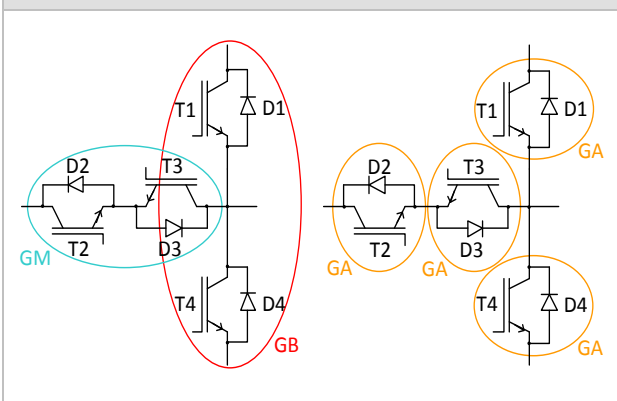 T1 D1
D2 T3
T2 D3
GM
T4 D4
GB
T1 D1
GA
D2 T3
T2 D3
GA GA
T4 D4
GA